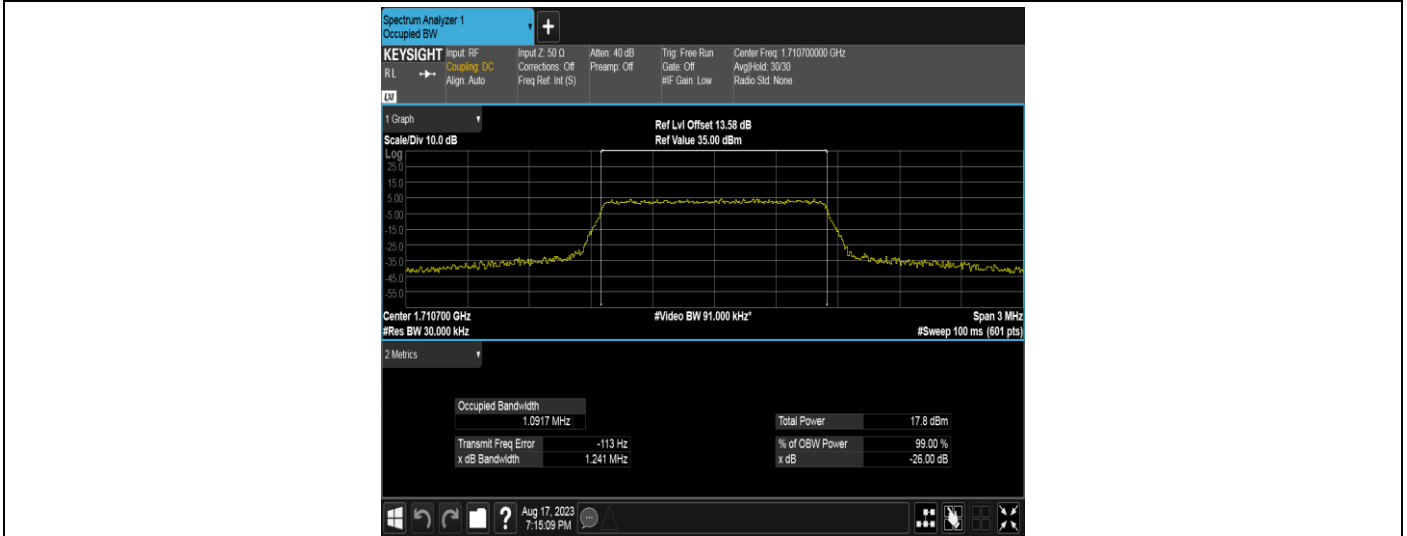 Spectrum Analyzer 1
Occupied BW
+
KEYSIGHT Input: RF Input Z: 50 Ω Atten: 40 dB Trig: Free Run Center Freq: 1.710700000 GHz
RL Coupling: DC Corrections: Off Preamp: Off Gate: Off Avg|Hold: 30/30
Align: Auto Freq Ref: Int (S) #IF Gain: Low Radio Std: None
LXI
1 Graph Ref Lvl Offset 13.58 dB
Scale/Div 10.0 dB Ref Value 35.00 dBm
Log
25.0
15.0
5.00
-5.00
-15.0
-25.0
-35.0
-45.0
-55.0
Center 1.710700 GHz #Video BW 91.000 kHz* Span 3 MHz
#Res BW 30.000 kHz #Sweep 100 ms (601 pts)
2 Metrics
Occupied Bandwidth
1.0917 MHz Total Power 17.8 dBm
Transmit Freq Error -113 Hz % of OBW Power 99.00 %
x dB Bandwidth 1.241 MHz x dB -26.00 dB
? Aug 17, 2023
7:15:09 PM